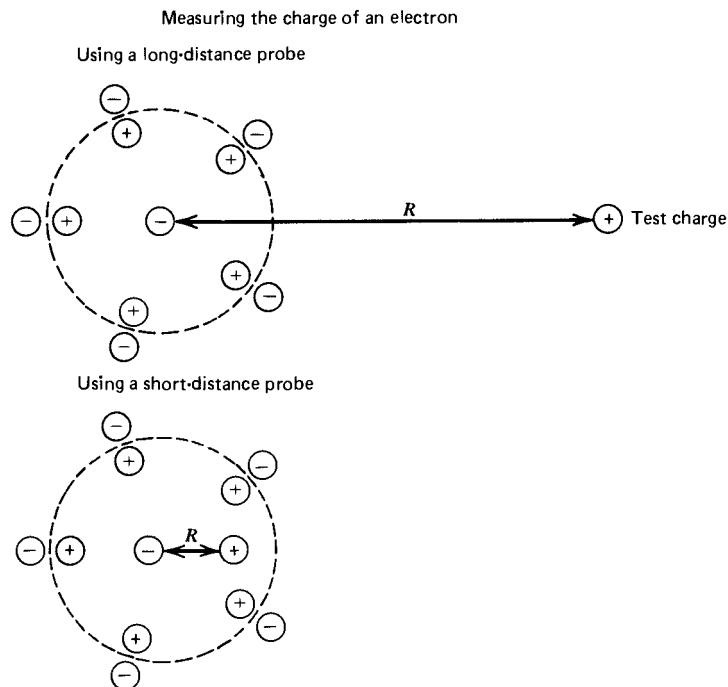 Measuring the charge of an electron
Using a long-distance probe
R
Test charge
Using a short-distance probe
R